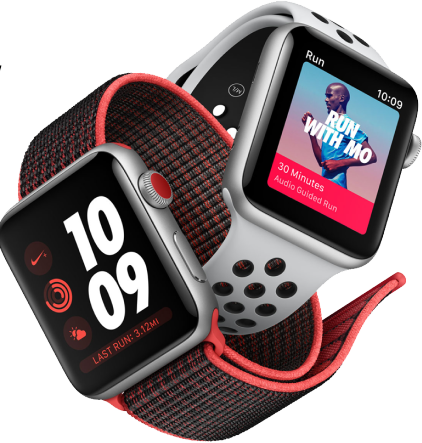 Run
10:09
RUN
WITH MO
30 Minutes
Audio Guided Run
10
09
LAST RUN: 3.12MI